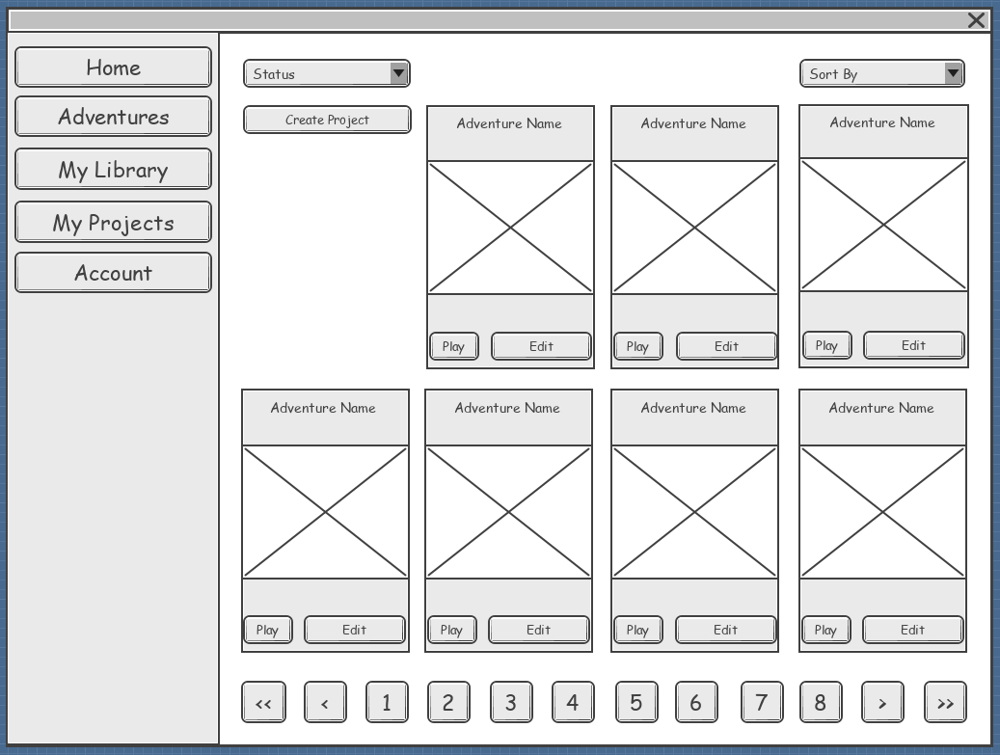 Home
Adventures
My Library
My Projects
Account
Status
Sort By
Create Project
Adventure Name
Adventure Name
Adventure Name
Play Edit
Play Edit
Play Edit
Adventure Name
Adventure Name
Adventure Name
Adventure Name
Play Edit
Play Edit
Play Edit
Play Edit
<< < 1 2 3 4 5 6 7 8 > >>